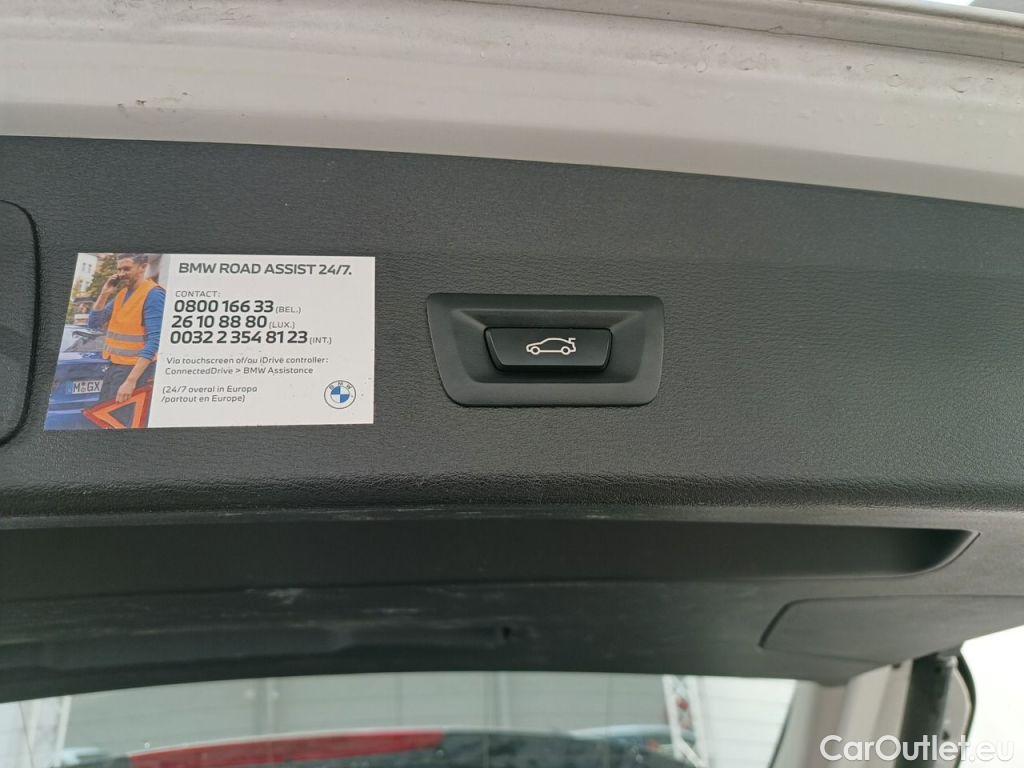 BMW ROAD ASSIST 24/7.
CONTACT:
0800 166 33 (BEL.)
26 10 88 80 (LUX.)
0032 2 354 81 23 (INT.)
Via touchscreen of/ou iDrive controller:
ConnectedDrive > BMW Assistance
(24/7 overal in Europa
/partout en Europe)
BMW
M:GX
CarOutlet.eu